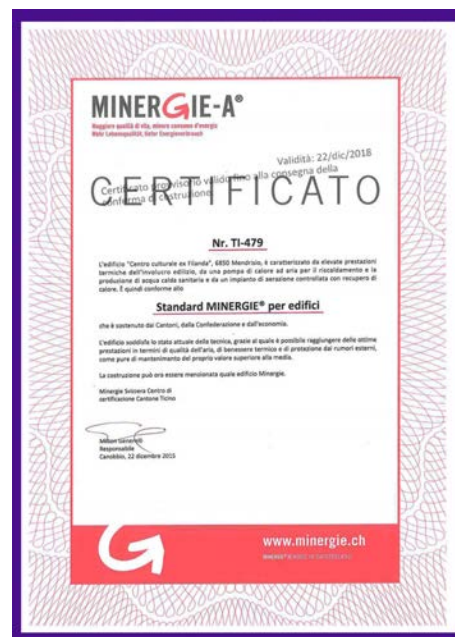 MINERGIE-A®
Maggiore qualità di vita, minore consumo d'energia
Mehr Lebensqualität, tiefer Energieverbrauch
Validità: 22/dic/2018
Certificato provvisorio valido fino alla consegna della
conferma di costruzione
CERTIFICATO
Nr. TI-479
L'edificio "Centro culturale ex Filanda", 6850 Mendrisio, è caratterizzato da elevate prestazioni
termiche dell'involucro edilizio, da una pompa di calore ad aria per il riscaldamento e la
produzione di acqua calda sanitaria e da un impianto di aerazione controllata con recupero di
calore. È quindi conforme allo
Standard MINERGIE® per edifici
che è sostenuto dai Cantoni, dalla Confederazione e dall'economia.
L'edificio soddisfa lo stato attuale della tecnica, grazie al quale è possibile raggiungere delle ottime
prestazioni in termini di qualità dell'aria, di benessere termico e di protezione dai rumori esterni,
come pure di mantenimento del proprio valore superiore alla media.
La costruzione può ora essere menzionata quale edificio Minergie.
Minergie Svizzera Centro di
certificazione Cantone Ticino
Milton Generelli
Responsabile
Canobbio, 22 dicembre 2015
www.minergie.ch